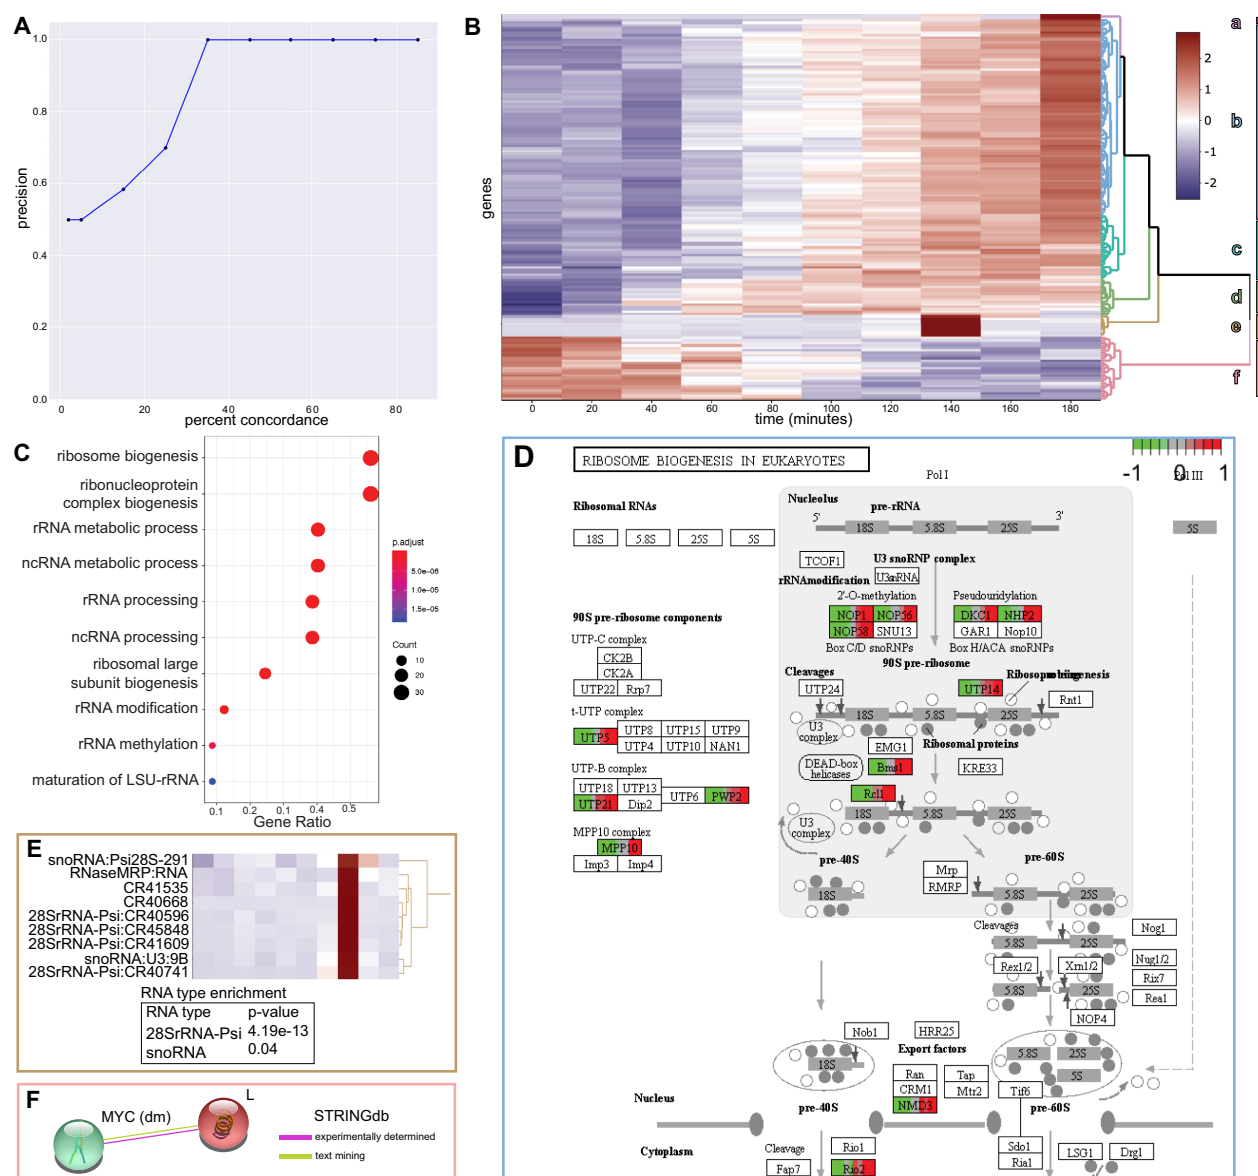 A
precision
1.0
0.8
0.6
0.4
0.2
0.0
0
20
40
60
80
percent concordance
B
genes
0
20
40
60
80
100
120
140
160
180
time (minutes)
2
1
0
-1
-2
a
b
c
d
e
f
C
ribosome biogenesis
ribonucleoprotein
complex biogenesis
rRNA metabolic process
ncRNA metabolic process
rRNA processing
ncRNA processing
ribosomal large
subunit biogenesis
rRNA modification
rRNA methylation
maturation of LSU-rRNA
0.1
0.2
0.1
0.4
0.5
Gene Ratio
p.adjust
5.0e-06
1.0e-05
1.5e-05
Count
10
20
30
D
RIBOSOME BIOGENESIS IN EUKARYOTES
-1
0
1
Pol I
Pol III
Ribosomal RNAs
18S
5.8S
25S
5S
Nucleolus
pre-rRNA
5'
3'
18S
5.8S
25S
5S
TCOF1
U3 snoRNP complex
U3snRNA
rRNAmodification
2'-O-methylation
Pseudouridylation
NOP1
NOP56
NOP58
SNU13
DKC1
NHP2
GAR1
Nop10
Box C/D snoRNPs
Box H/ACA snoRNPs
90S pre-ribosome components
UTP-C complex
CK2B
CK2A
UTP22
Rrp7
t-UTP complex
UTP5
UTP8
UTP15
UTP9
UTP4
UTP10
NAN1
UTP-B complex
UTP18
UTP13
UTP21
Dip2
UTP6
PWP2
MPP10 complex
MPP10
Imp3
Imp4
90S pre-ribosome
Cleavages
UTP24
UTP14
Rnt1
18S
5.8S
25S
U3
complex
Ribosomal proteins
EMG1
DEAD-box
helicases
Bms1
KRE33
Rcl1
18S
5.8S
25S
U3
complex
pre-40S
pre-60S
Mrp
RMRP
18S
5.8S
25S
Cleavages
5.8S
25S
Nog1
Rex1/2
Xrn1/2
Nug1/2
Rix7
Rea1
5.8S
25S
NOP4
Nob1
HRR25
18S
5.8S
25S
5S
Export factors
Ran
CRM1
NMD3
Tap
Mtr2
Tif6
Nucleus
pre-40S
pre-60S
Cytoplasm
Cleavage
Fap7
Rio1
Rio2
Sdo1
Ria1
LSG1
Drg1
E
snoRNA:Psi28S-291
RNaseMRP:RNA
CR41535
CR40668
28SrRNA-Psi:CR40596
28SrRNA-Psi:CR45848
28SrRNA-Psi:CR41609
snoRNA:U3:9B
28SrRNA-Psi:CR40741
RNA type enrichment
RNA type p-value
28SrRNA-Psi 4.19e-13
snoRNA 0.04
F
MYC (dm)
L
STRINGdb
experimentally determined
text mining